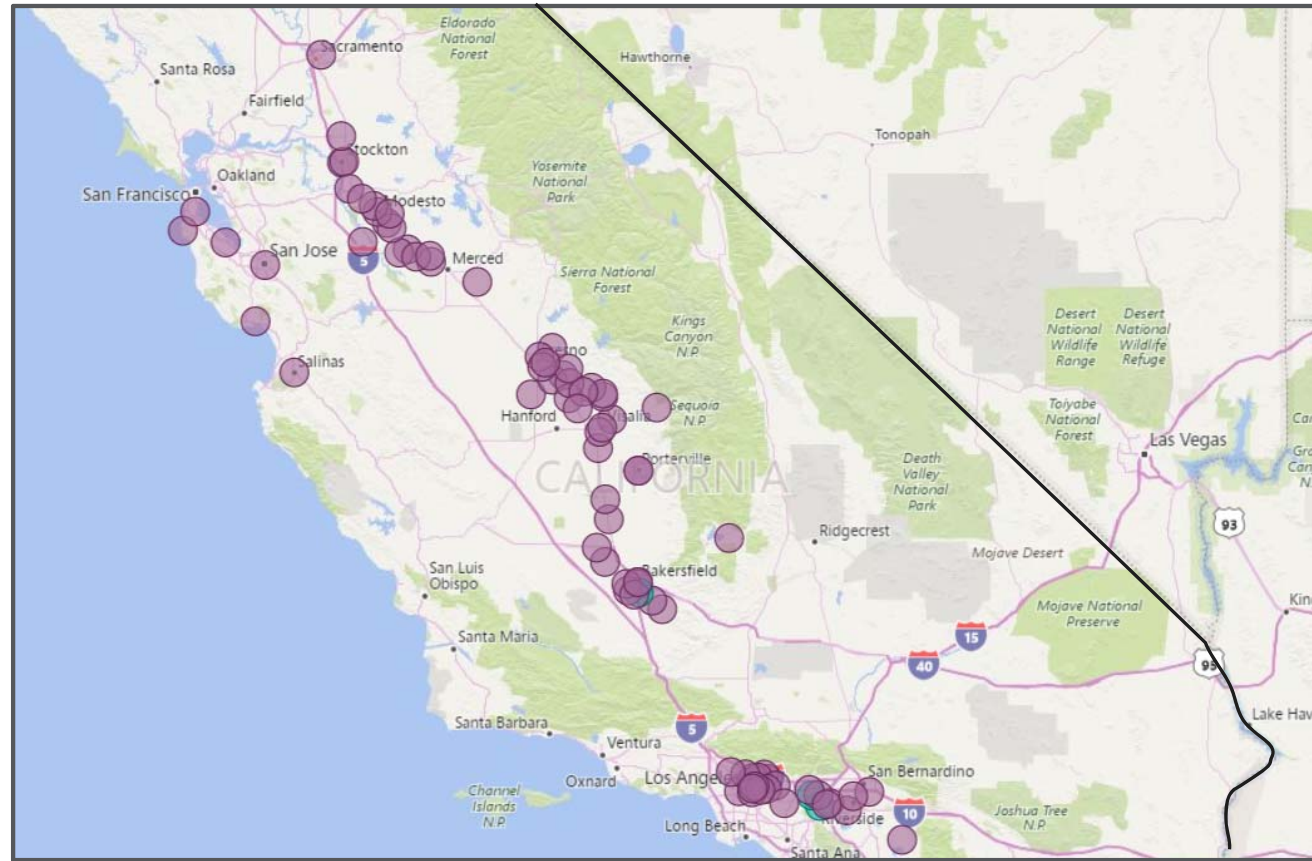 Eldorado
National
Forest
Sacramento
Hawthorne
Santa Rosa
Fairfield
Tonopah
Stockton
Yosemite
National
Park
Oakland
San Francisco
Modesto
San Jose
5
Merced
Sierra National
Forest
Kings
Canyon
N.P.
Desert
National
Wildlife
Range
Desert
National
Wildlife
Refuge
Salinas
Hanford
Sequoia
N.P.
Toiyabe
National
Forest
Las Vegas
Porterville
CALIFORNIA
Death
Valley
National
Park
93
Ridgecrest
Mojave Desert
Bakersfield
San Luis
Obispo
Mojave National
Preserve
Santa Maria
15
40
95
Santa Barbara
5
Lake Hav
Ventura
Oxnard
Los Angele
San Bernardino
Channel
Islands
N.P.
Riverside
10
Joshua Tree
N.P.
Long Beach
Santa Ana